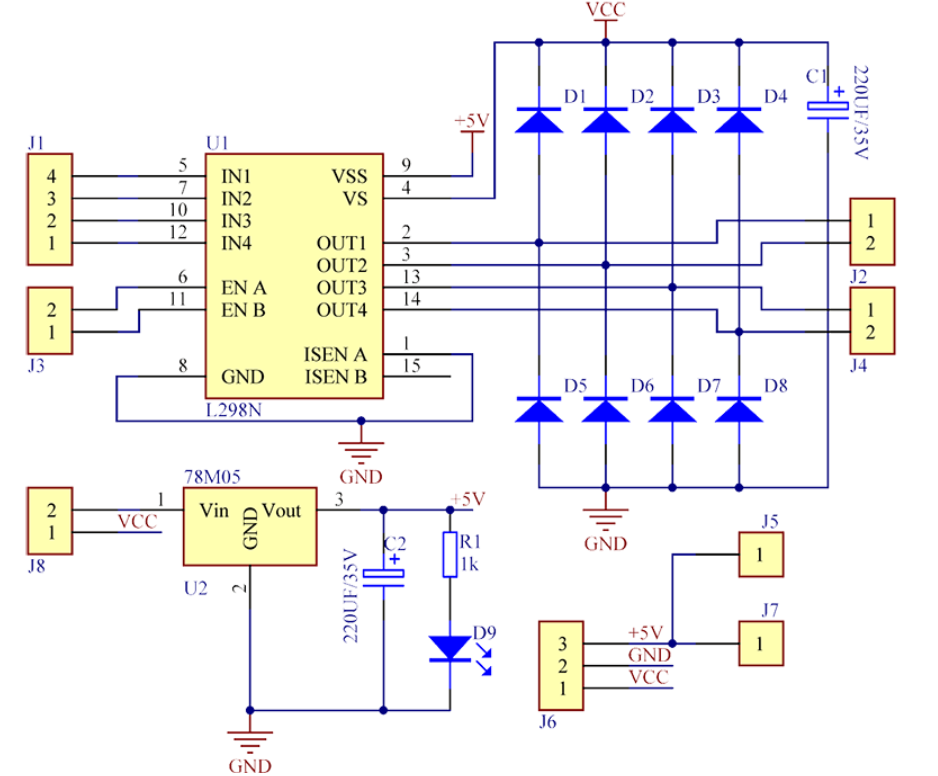 VCC
C1
+
220UF/35V
D1 D2 D3 D4
+5V
J1
U1
4 5 IN1 VSS 9
3 7 IN2 VS 4
2 10 IN3
1 12 IN4 OUT1 2
OUT2 3
6 EN A OUT3 13
2 11 EN B OUT4 14
1
J3
ISEN A 1
ISEN B 15
8 GND
L298N
GND
1
2
J2
1
2
J4
D5 D6 D7 D8
GND
78M05
2 1 Vin Vout 3 +5V
1 VCC
GND
J8
U2
2
C2
+
220UF/35V
R1
1k
D9
GND
J5
1
J7
1
3 +5V
2 GND
1 VCC
J6